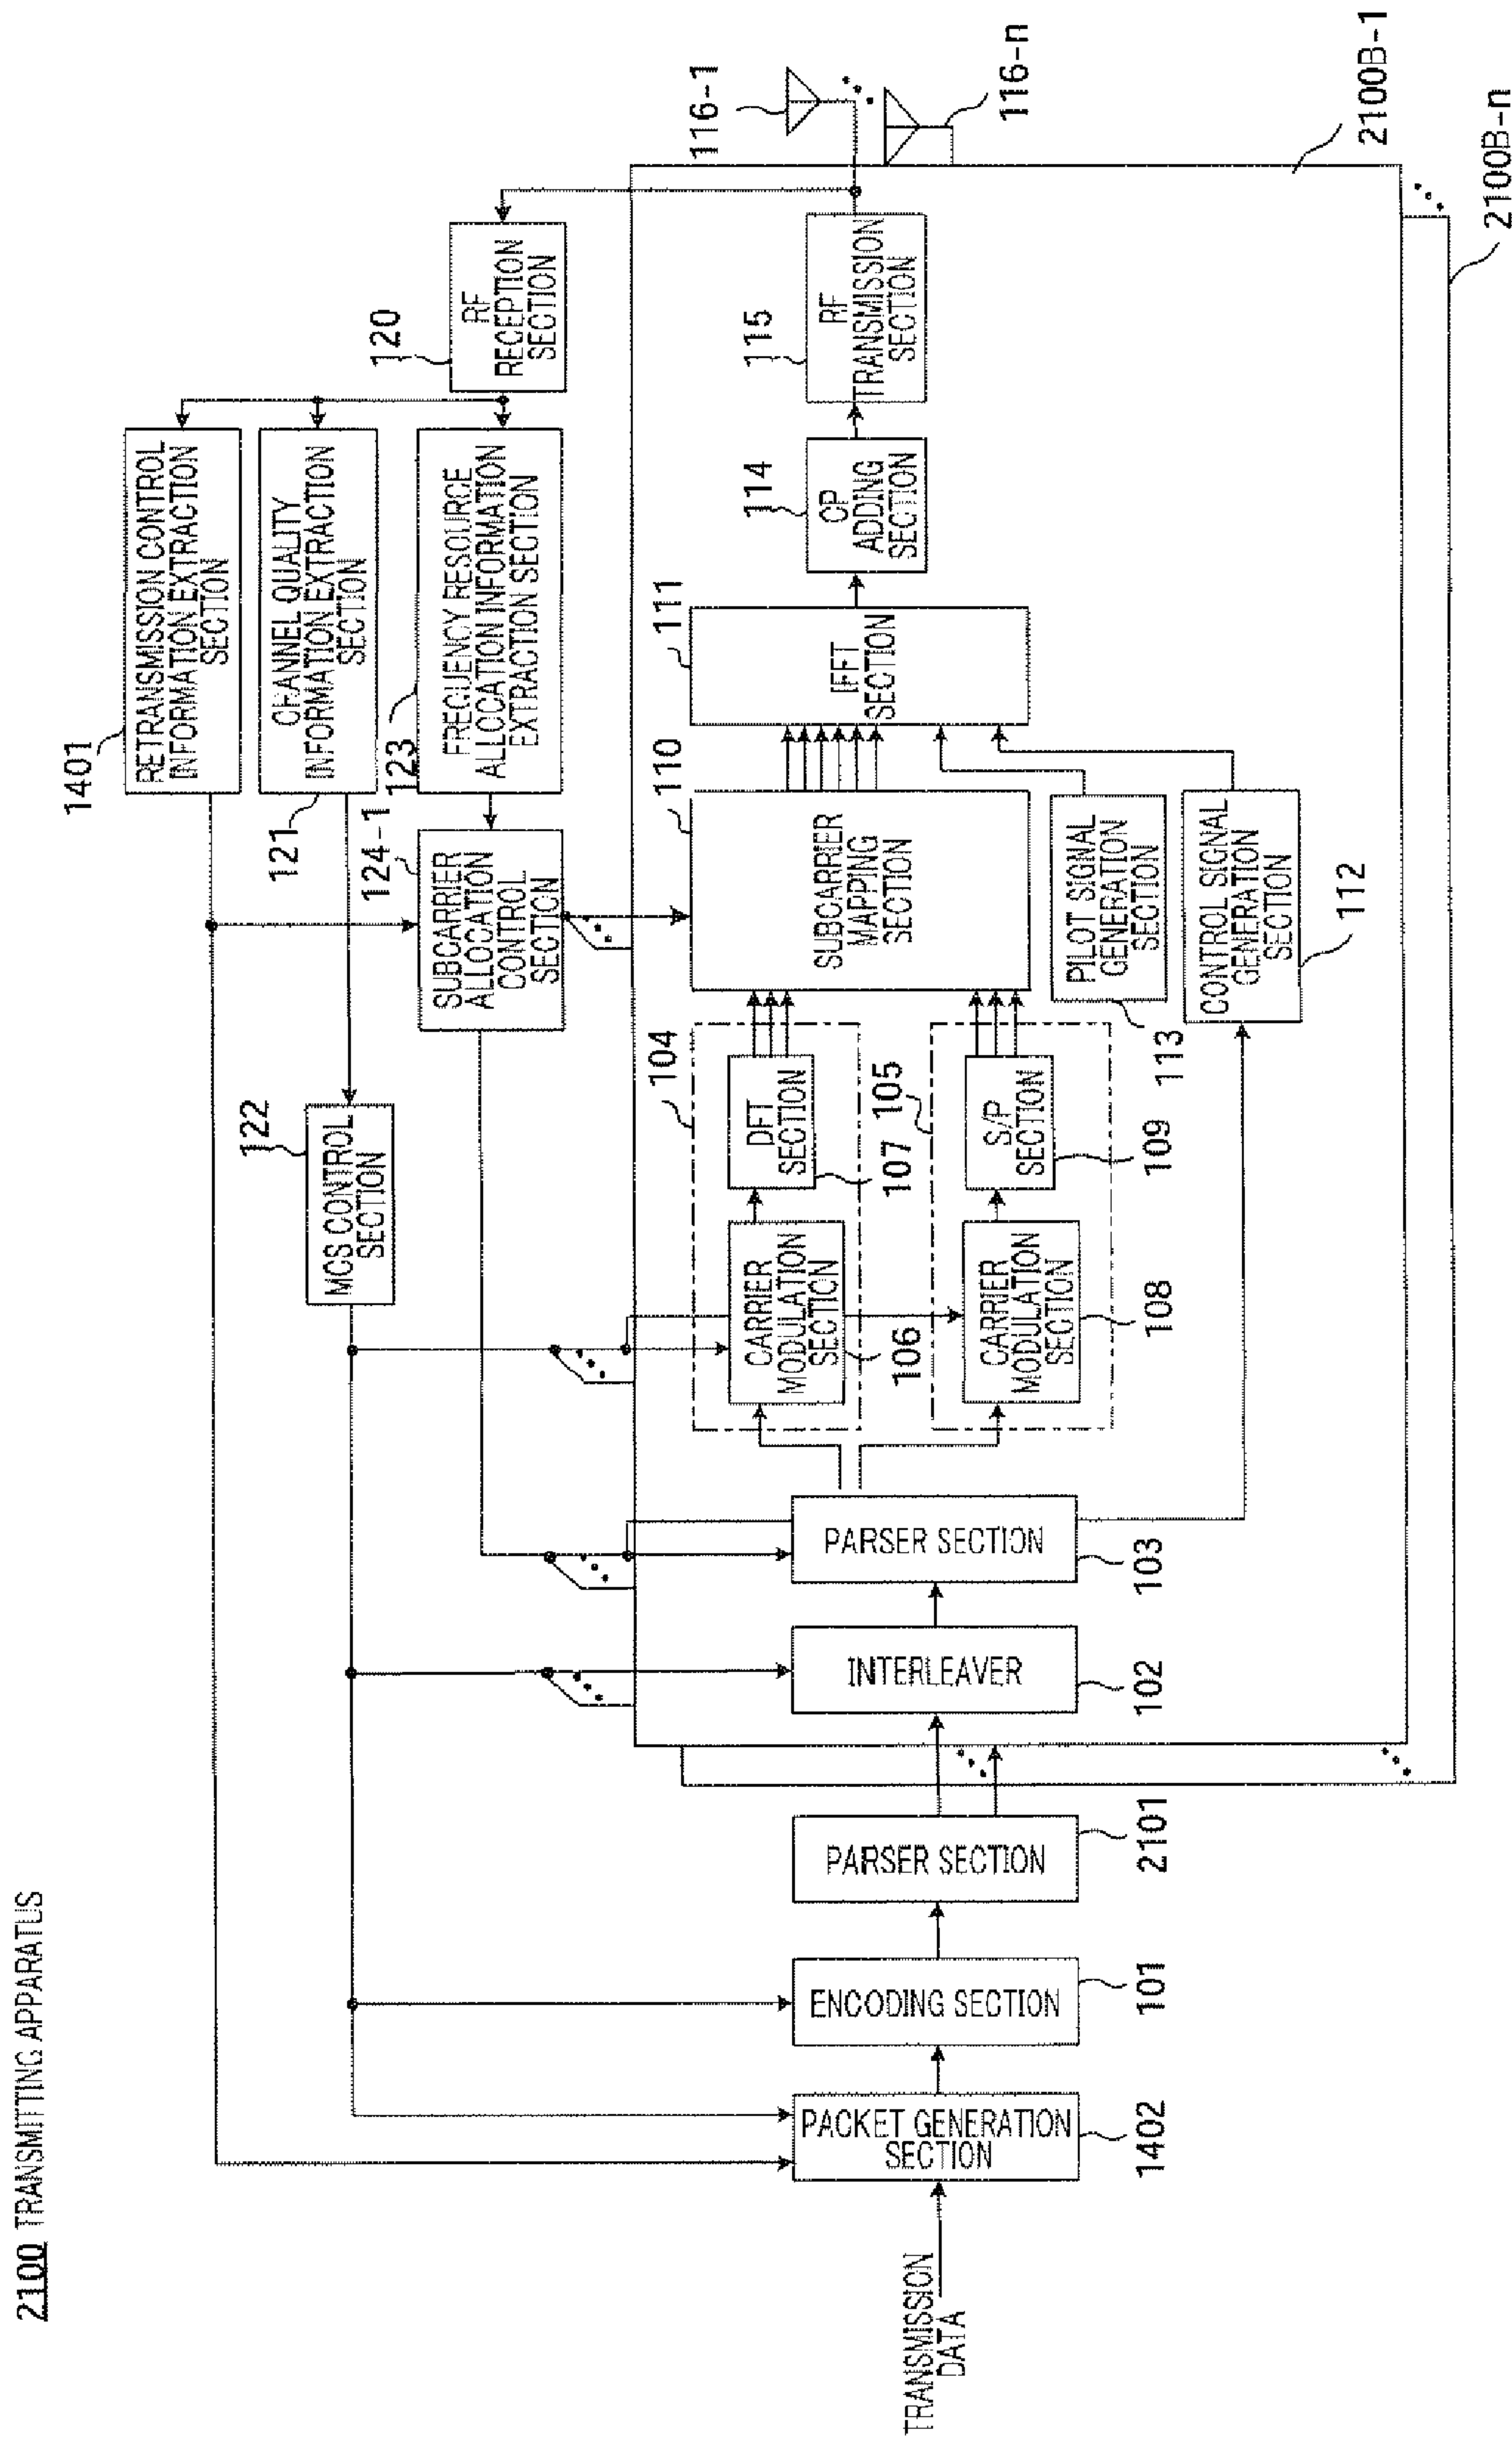 2100 TRANSMITTING APPARATUS
1401
RETRANSMISSION CONTROL
INFORMATION EXTRACTION
SECTION
121
CHANNEL QUALITY
INFORMATION EXTRACTION
SECTION
123
FREQUENCY RESOURCE
ALLOCATION INFORMATION
EXTRACTION SECTION
120
RF
RECEPTION
SECTION
122
MCS CONTROL
SECTION
124-1
SUBCARRIER
ALLOCATION
CONTROL
SECTION
116-1
116-n
TRANSMISSION
DATA
PACKET GENERATION
SECTION
1402
ENCODING SECTION
101
PARSER SECTION
2101
INTERLEAVER
102
PARSER SECTION
103
104
CARRIER
MODULATION
SECTION
106
DFT
SECTION
107
105
CARRIER
MODULATION
SECTION
108
S/P
SECTION
109
110
SUBCARRIER
MAPPING
SECTION
111
IFFT
SECTION
114
CP
ADDING
SECTION
115
RF
TRANSMISSION
SECTION
PILOT SIGNAL
GENERATION
SECTION
113
CONTROL SIGNAL
GENERATION
SECTION
112
2100B-1
2100B-n